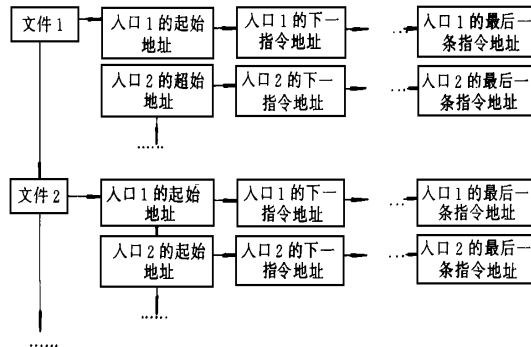 文件1
入口1的起始
地址
入口1的下一
指令地址
...
入口1的最后一
条指令地址
入口2的超始
地址
入口2的下一
指令地址
...
入口2的最后一
条指令地址
......
文件2
入口1的起始
地址
入口1的下一
指令地址
...
入口1的最后一
条指令地址
入口2的起始
地址
入口2的下一
指令地址
...
入口2的最后一
条指令地址
......
......